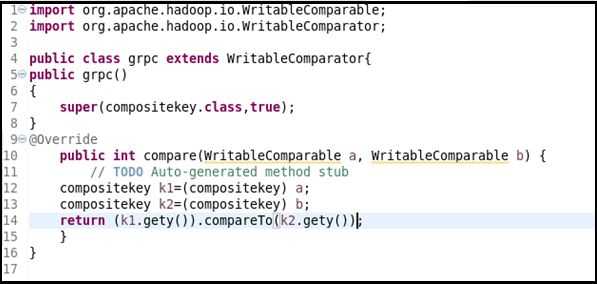 1 import org.apache.hadoop.io.WritableComparable;
2 import org.apache.hadoop.io.WritableComparator;
3
4 public class grpc extends WritableComparator{
5 public grpc()
6 {
7     super(compositekey.class,true);
8 }
9 @Override
10     public int compare(WritableComparable a, WritableComparable b) {
11         // TODO Auto-generated method stub
12 compositekey k1=(compositekey) a;
13 compositekey k2=(compositekey) b;
14     return (k1.gety()).compareTo(k2.gety());
15     }
16 }
17